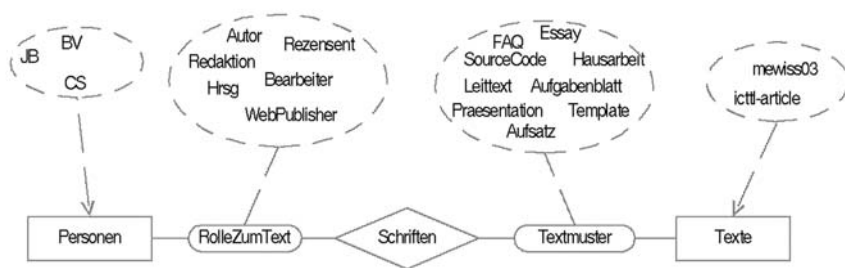 JB
BV
CS
Autor
Rezensent
Redaktion
Bearbeiter
Hrsg
WebPublisher
Essay
FAQ
SourceCode
Hausarbeit
Leittext
Aufgabenblatt
Praesentation
Template
Aufsatz
mewiss03
icttl-article
Personen
RolleZumText
Schriften
Textmuster
Texte